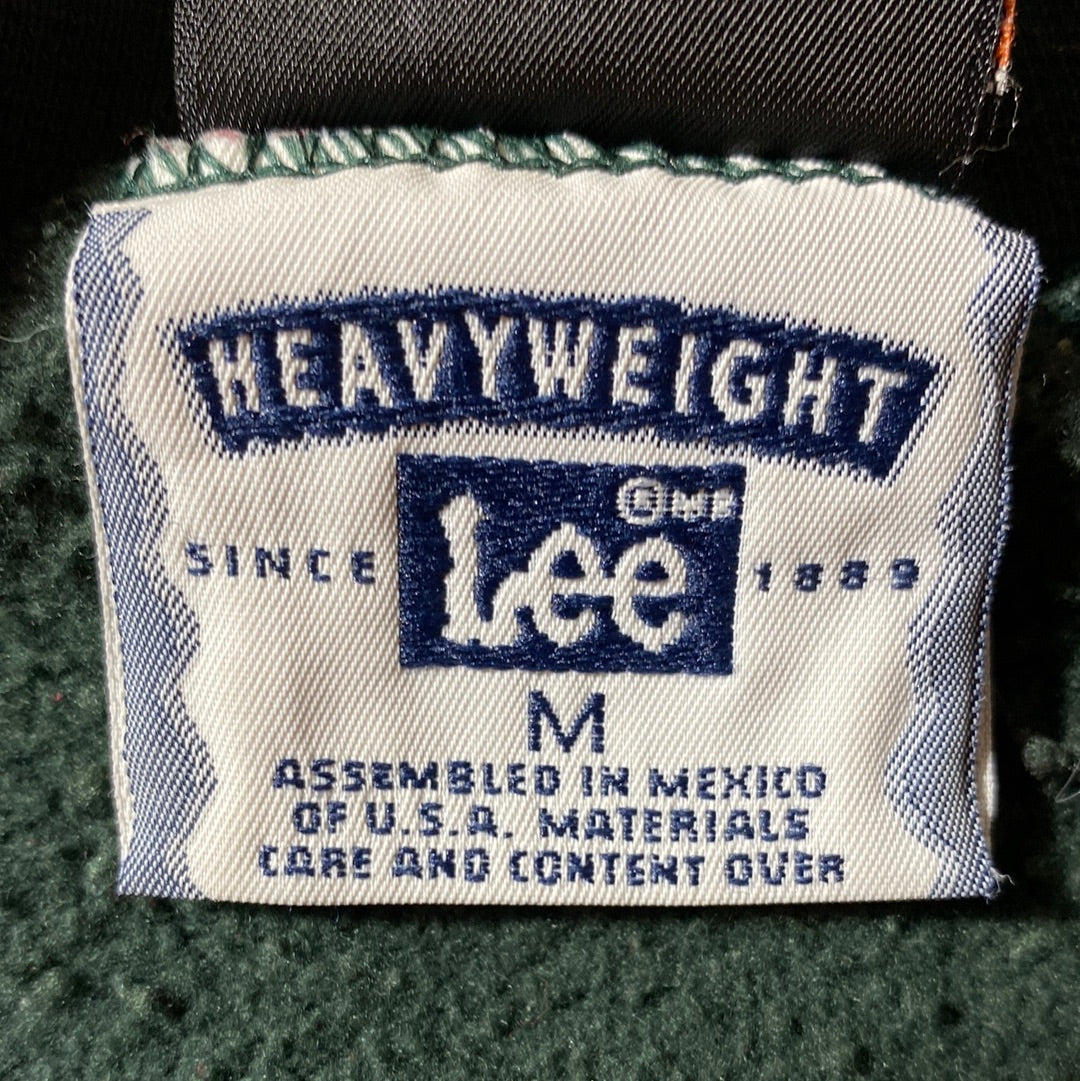 HEAVYWEIGHT
Lee
SINCE 1889
M
ASSEMBLED IN MEXICO
OF U.S.A. MATERIALS
CARE AND CONTENT OVER